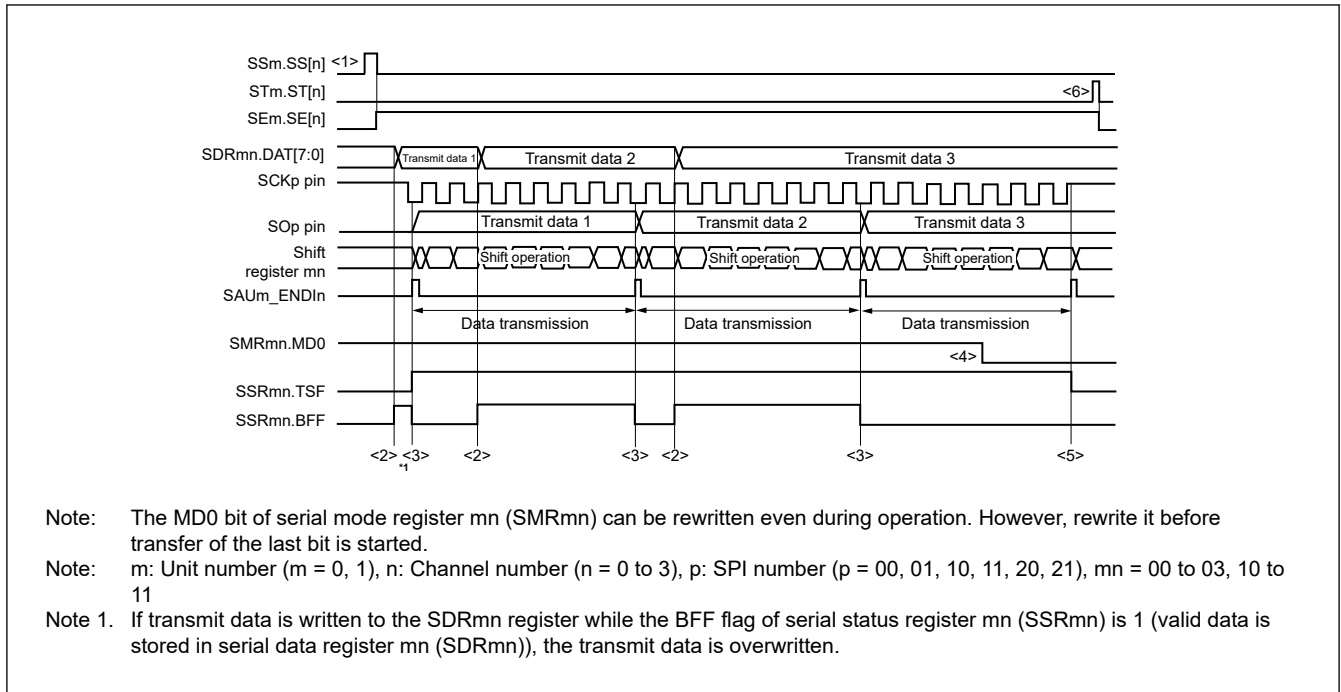 SSm.SS[n] <1>
STm.ST[n] <6>
SEm.SE[n]
SDRmn.DAT[7:0] Transmit data 1 Transmit data 2 Transmit data 3
SCKp pin
SOp pin Transmit data 1 Transmit data 2 Transmit data 3
Shift
register mn Shift operation Shift operation Shift operation
SAUm_ENDIn
Data transmission Data transmission Data transmission
SMRmn.MD0
<4>
SSRmn.TSF
SSRmn.BFF
<2> <3> <2> <3> <2> <3> <5>
*1
Note: The MD0 bit of serial mode register mn (SMRmn) can be rewritten even during operation. However, rewrite it before
transfer of the last bit is started.
Note: m: Unit number (m = 0, 1), n: Channel number (n = 0 to 3), p: SPI number (p = 00, 01, 10, 11, 20, 21), mn = 00 to 03, 10 to
11
Note 1. If transmit data is written to the SDRmn register while the BFF flag of serial status register mn (SSRmn) is 1 (valid data is
stored in serial data register mn (SDRmn)), the transmit data is overwritten.